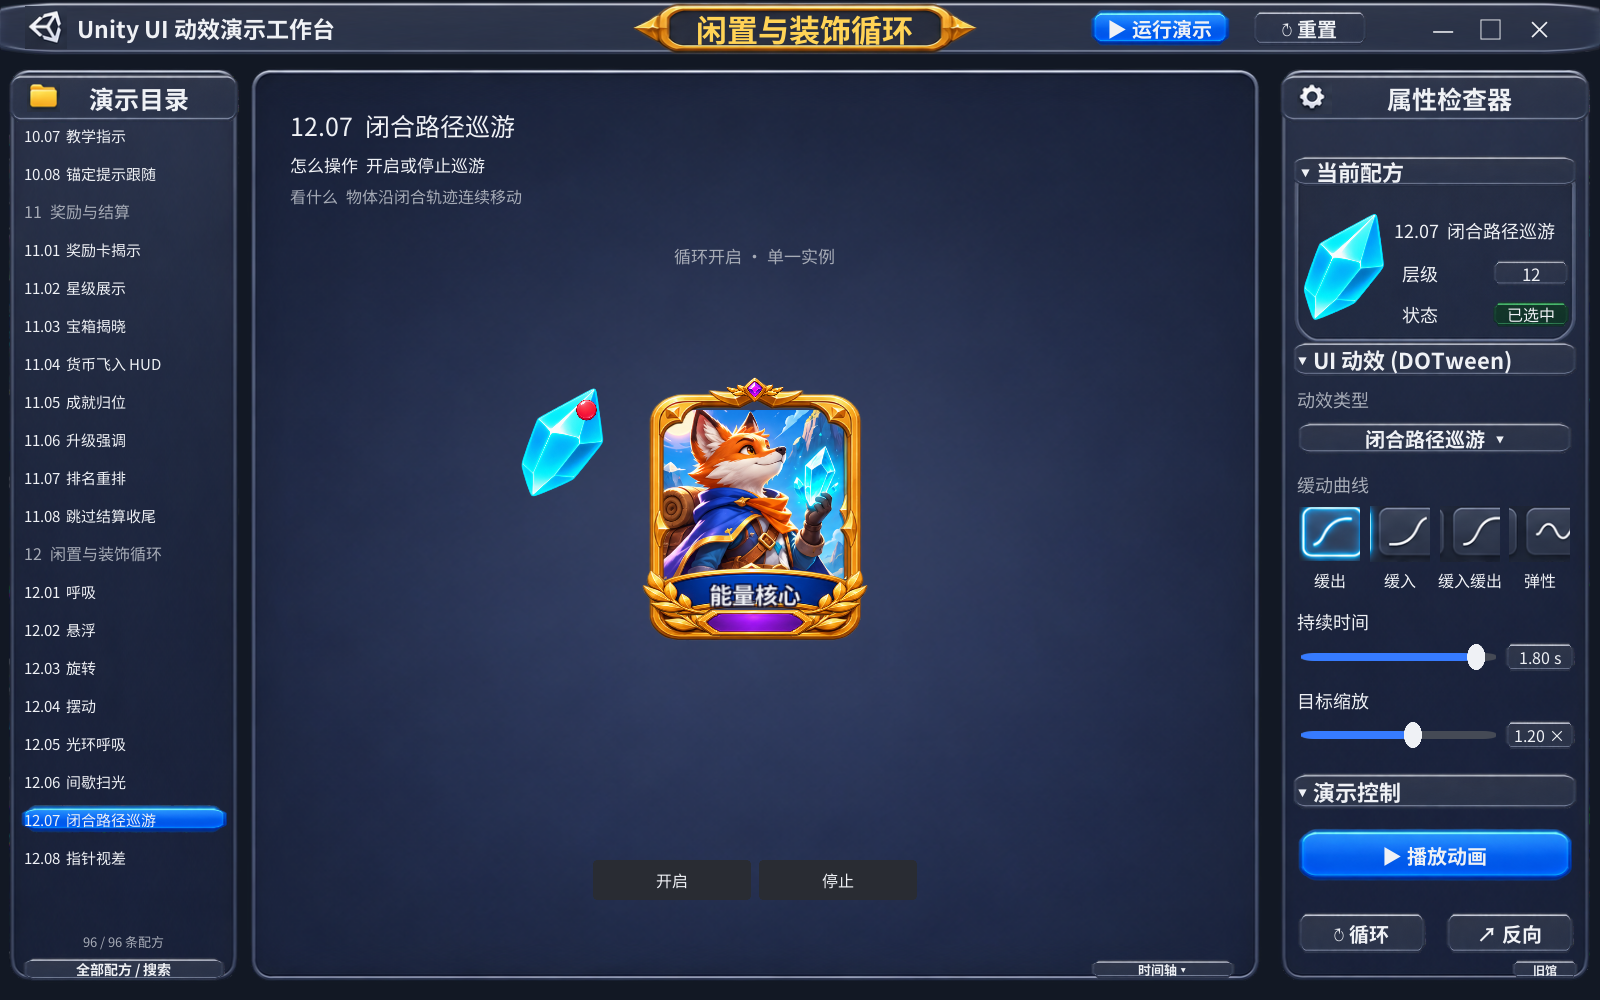 Unity UI 动效演示工作台
闲置与装饰循环
▶ 运行演示
↻ 重置
演示目录
10.07 教学指示
10.08 锚定提示跟随
11 奖励与结算
11.01 奖励卡揭示
11.02 星级展示
11.03 宝箱揭晓
11.04 货币飞入 HUD
11.05 成就归位
11.06 升级强调
11.07 排名重排
11.08 跳过结算收尾
12 闲置与装饰循环
12.01 呼吸
12.02 悬浮
12.03 旋转
12.04 摆动
12.05 光环呼吸
12.06 间歇扫光
12.07 闭合路径巡游
12.08 指针视差
96 / 96 条配方
全部配方 / 搜索
12.07 闭合路径巡游
怎么操作 开启或停止巡游
看什么 物体沿闭合轨迹连续移动
循环开启 · 单一实例
能量核心
开启
停止
时间轴 ▾
属性检查器
▾ 当前配方
12.07 闭合路径巡游
层级
12
状态
已选中
▾ UI 动效 (DOTween)
动效类型
闭合路径巡游 ▾
缓动曲线
缓出
缓入
缓入缓出
弹性
持续时间
1.80 s
目标缩放
1.20 ×
▾ 演示控制
▶ 播放动画
↻ 循环
↗ 反向
旧馆